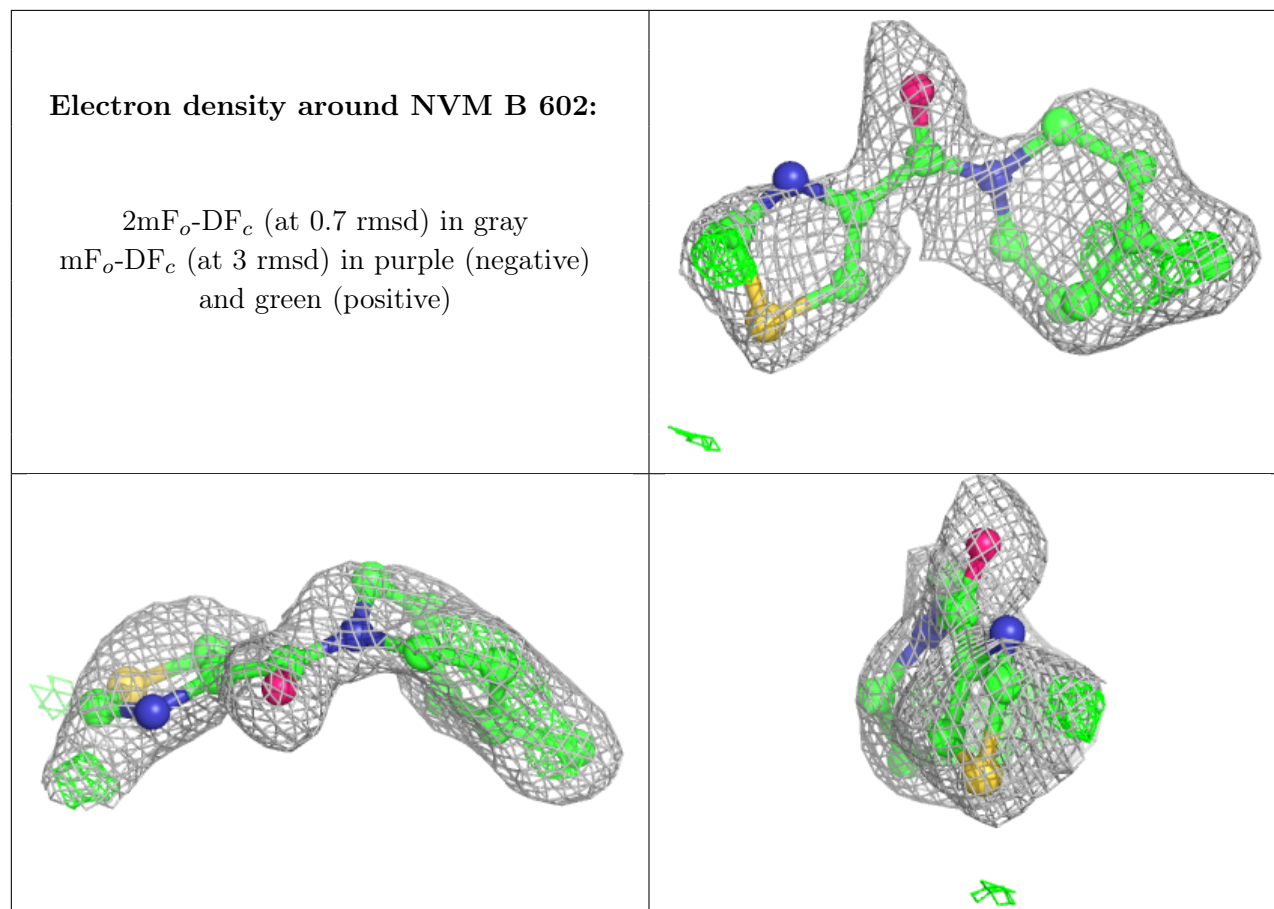 Electron density around NVM B 602:
2mFo-DFc (at 0.7 rmsd) in gray
mFo-DFc (at 3 rmsd) in purple (negative)
and green (positive)